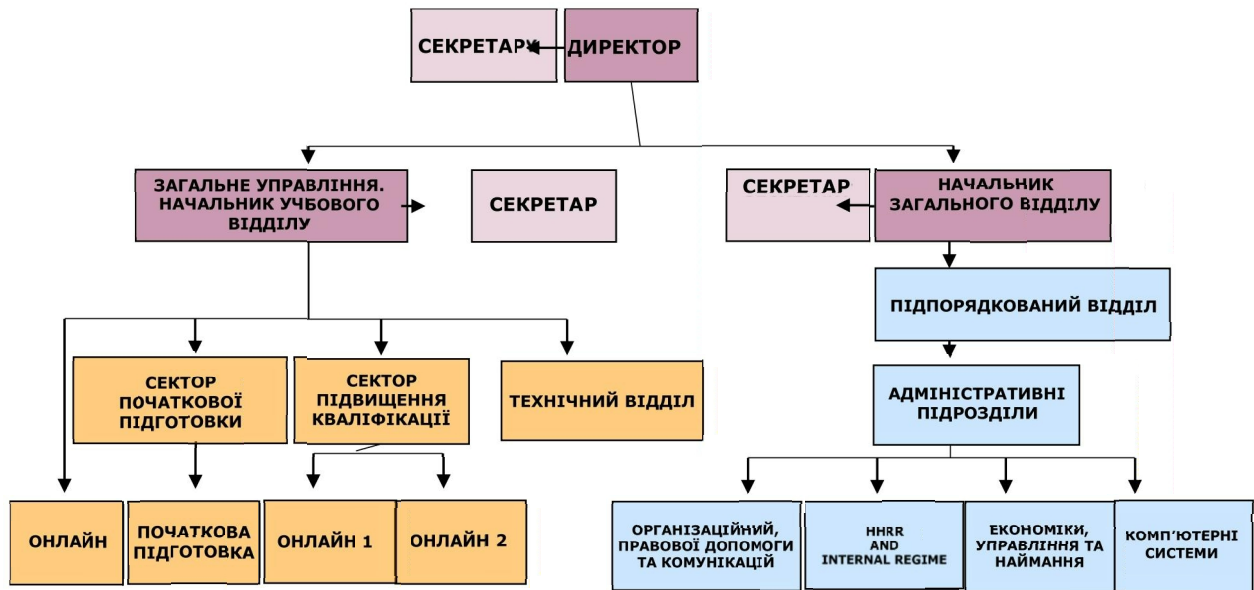 СЕКРЕТАРХ
ДИРЕКТОР
ЗАГАЛЬНЕ УПРАВЛІННЯ.
НАЧАЛЬНИК УЧБОВОГО
ВІДДІЛУ
СЕКРЕТАР
СЕКРЕТАР
НАЧАЛЬНИК
ЗАГАЛЬНОГО ВІДДІЛУ
ПІДПОРЯДКОВАНИЙ ВІДДІЛ
СЕКТОР
ПОЧАТКОВОЇ
ПІДГОТОВКИ
СЕКТОР
ПІДВИЩЕННЯ
КВАЛІФІКАЦІЇ
ТЕХНІЧНИЙ ВІДДІЛ
АДМІНІСТРАТИВНІ
ПІДРОЗДІЛИ
ОНЛАЙН
ПОЧАТКОВА
ПІДГОТОВКА
ОНЛАЙН 1
ОНЛАЙН 2
ОРГАНІЗАЦІЙНИЙ,
ПРАВОВОЇ ДОПОМОГИ
ТА КОМУНІКАЦІЙ
HHRR
AND
INTERNAL REGIME
ЕКОНОМІКИ,
УПРАВЛІННЯ ТА
НАЙМАННЯ
КОМП’ЮТЕРНІ
СИСТЕМИ